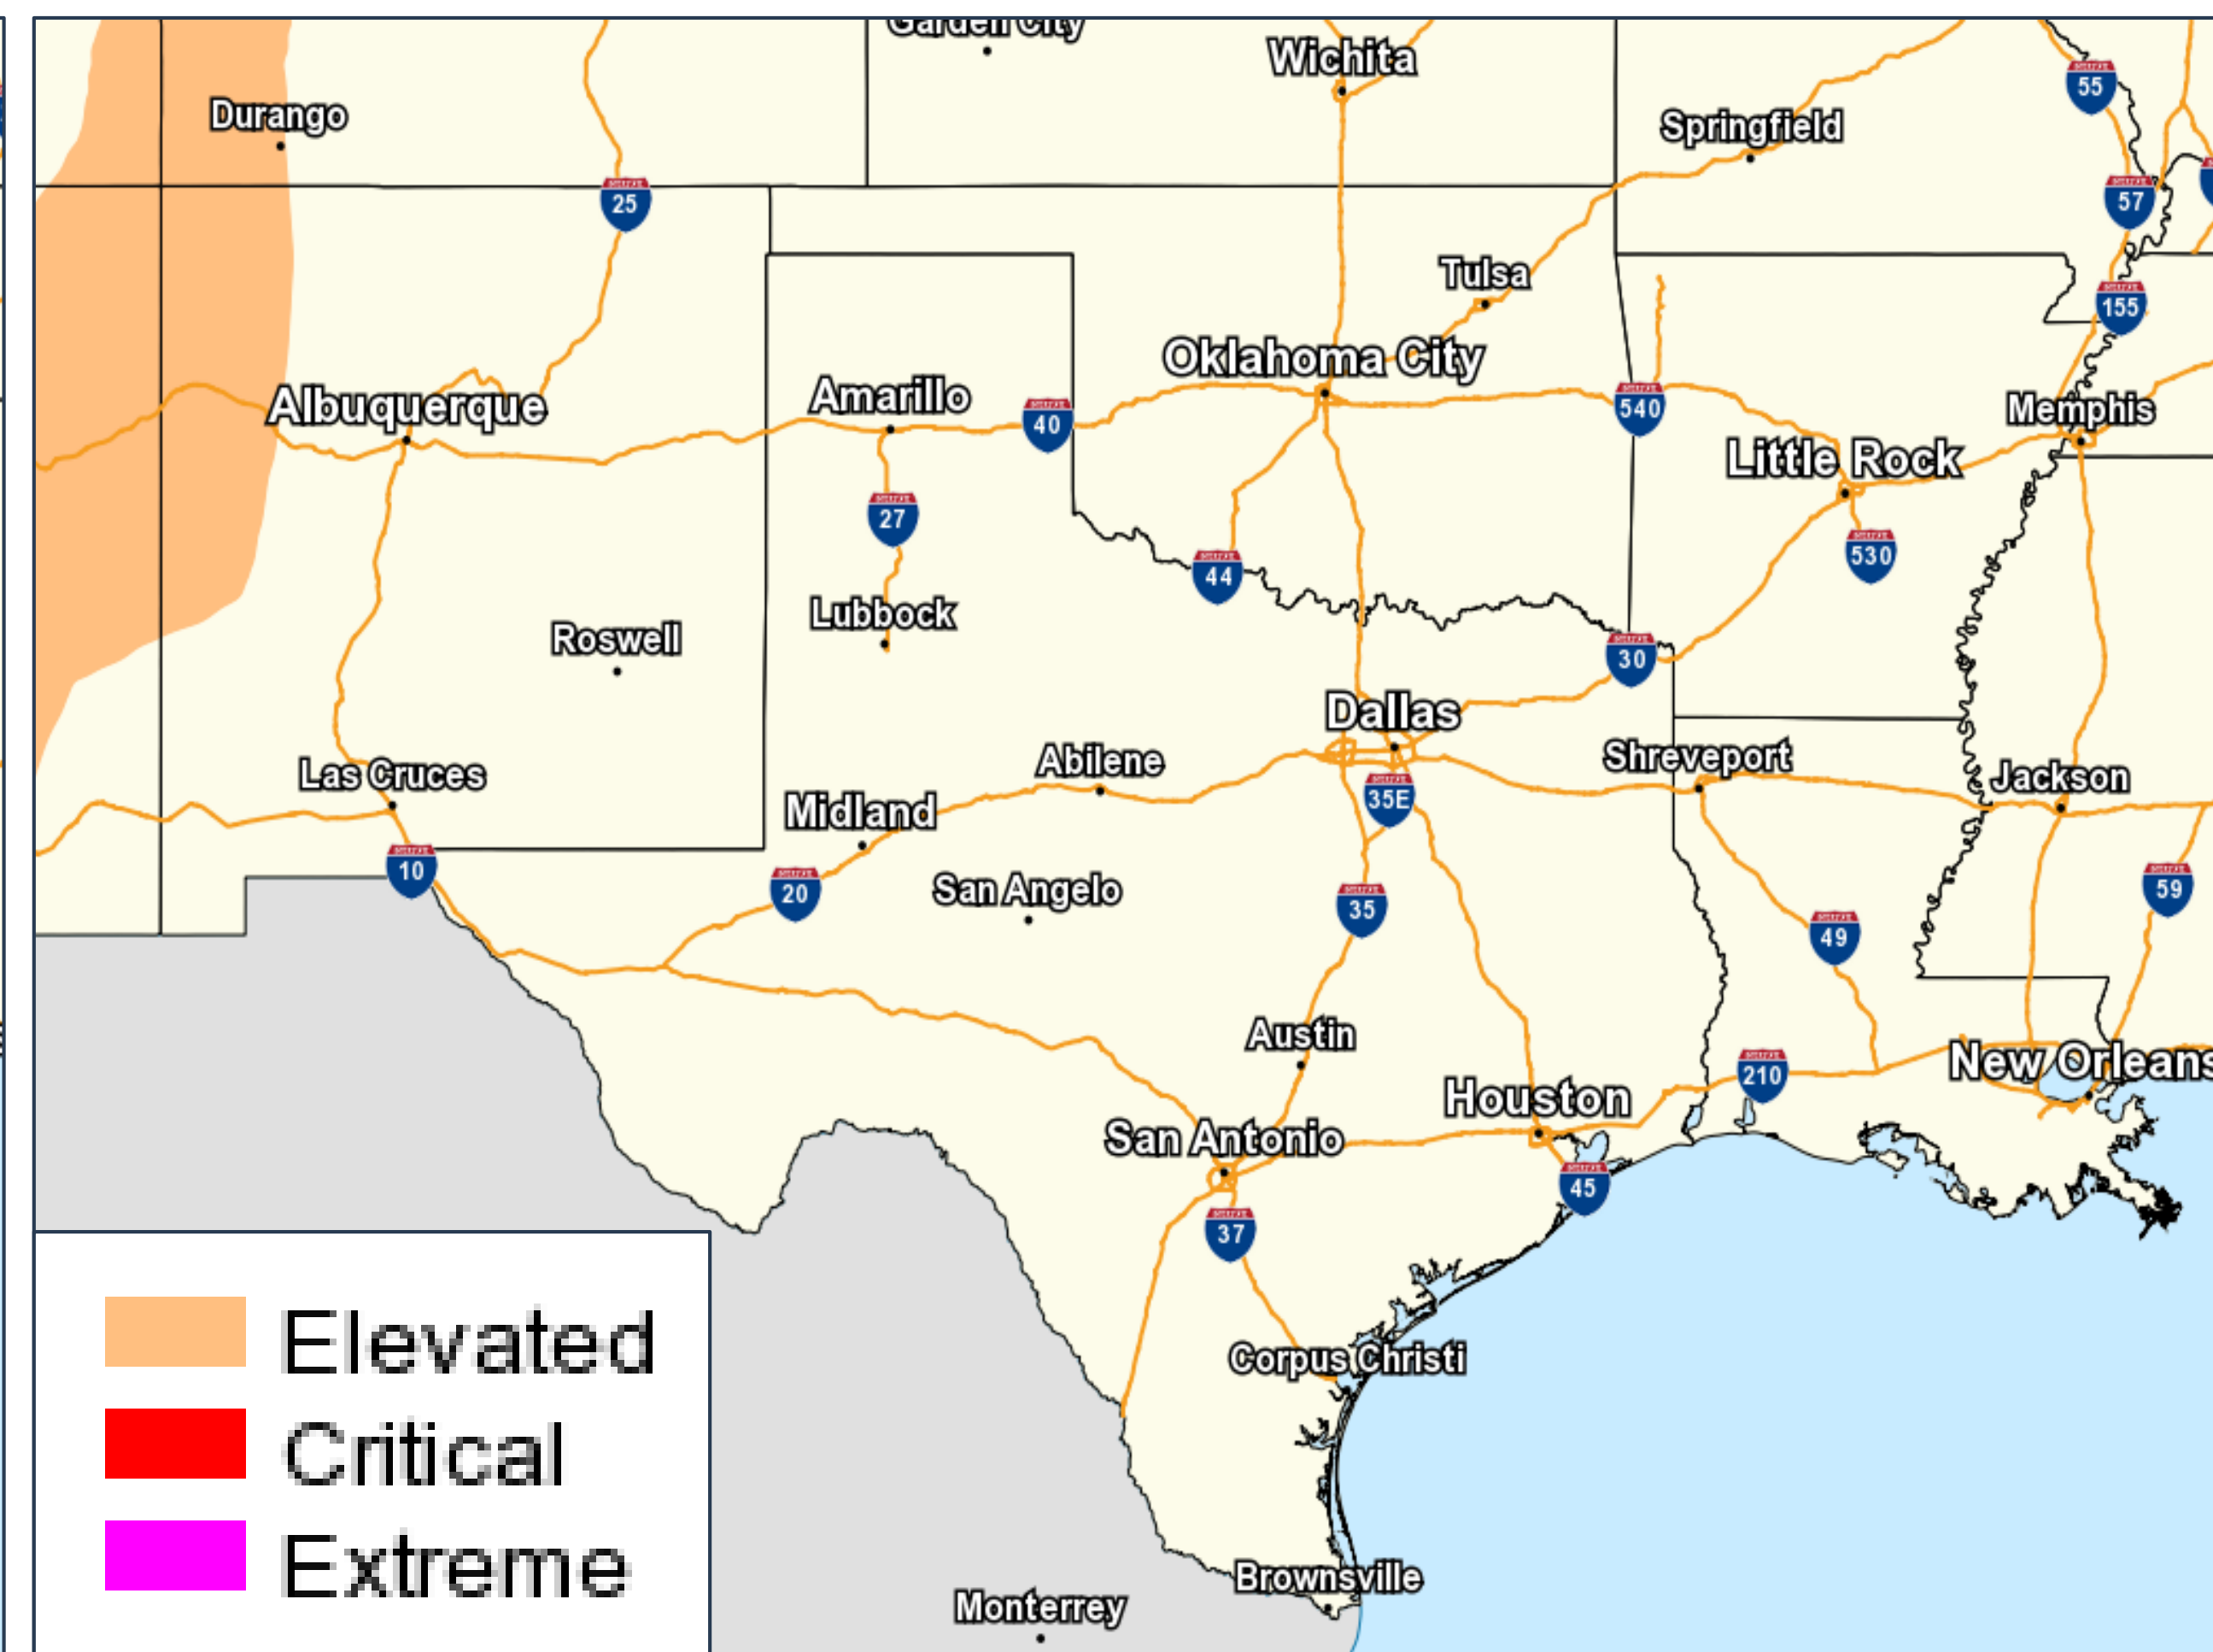 Garden City
Wichita
55
Durango
Springfield
25
57
Tulsa
155
Oklahoma City
Albuquerque
Amarillo
40
540
Memphis
Little Rock
27
530
44
Lubbock
Roswell
30
Dallas
Abilene
Shreveport
Las Cruces
Jackson
35E
Midland
10
20
San Angelo
35
59
49
Austin
New Orleans
210
Houston
San Antonio
45
37
Elevated
Corpus Christi
Critical
Extreme
Brownsville
Monterrey